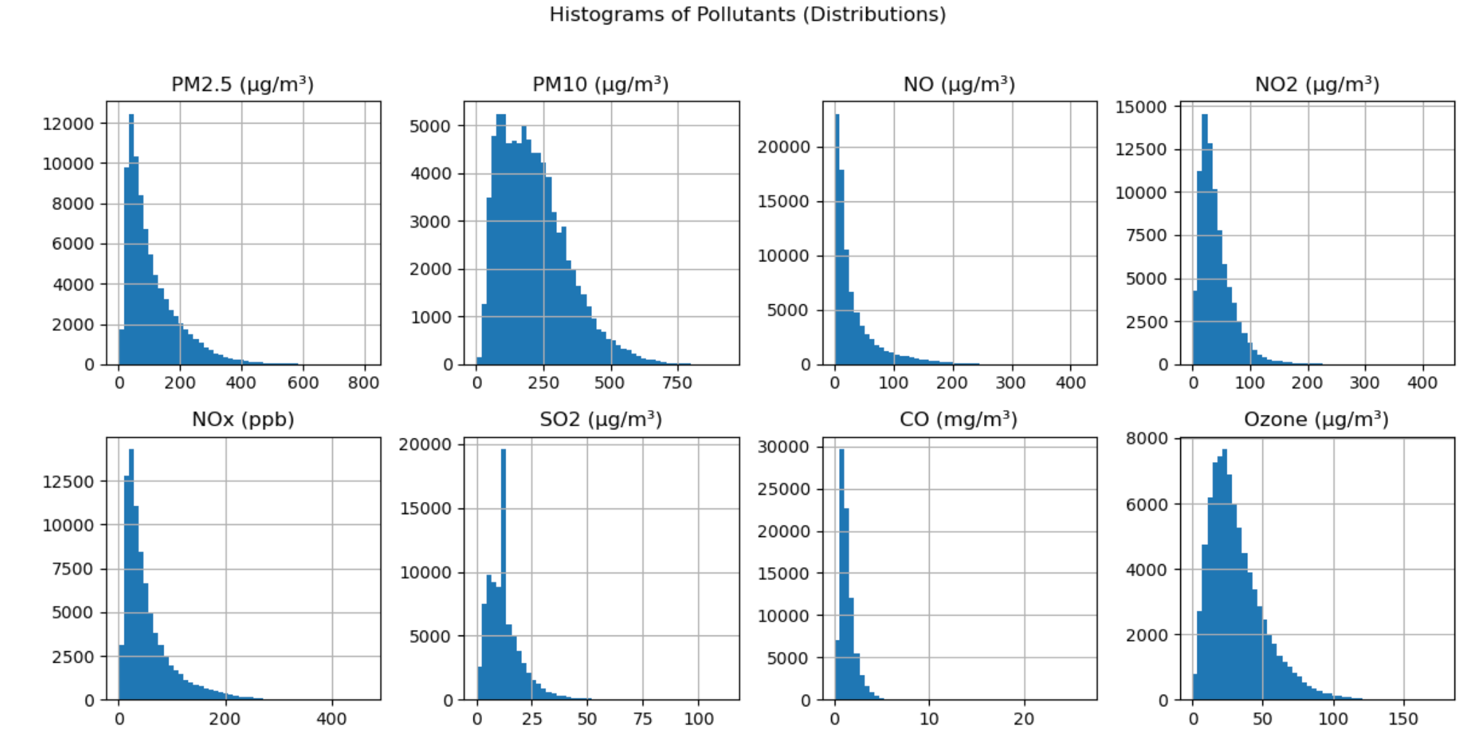 Histograms of Pollutants (Distributions)
PM2.5 (µg/m³)
12000
10000
8000
6000
4000
2000
0
0 200 400 600 800
PM10 (µg/m³)
5000
4000
3000
2000
1000
0
0 250 500 750
NO (µg/m³)
20000
15000
10000
5000
0
0 100 200 300 400
NO2 (µg/m³)
15000
12500
10000
7500
5000
2500
0
0 100 200 300 400
NOx (ppb)
12500
10000
7500
5000
2500
0
0 200 400
SO2 (µg/m³)
20000
15000
10000
5000
0
0 25 50 75 100
CO (mg/m³)
30000
25000
20000
15000
10000
5000
0
0 10 20
Ozone (µg/m³)
8000
6000
4000
2000
0
0 50 100 150